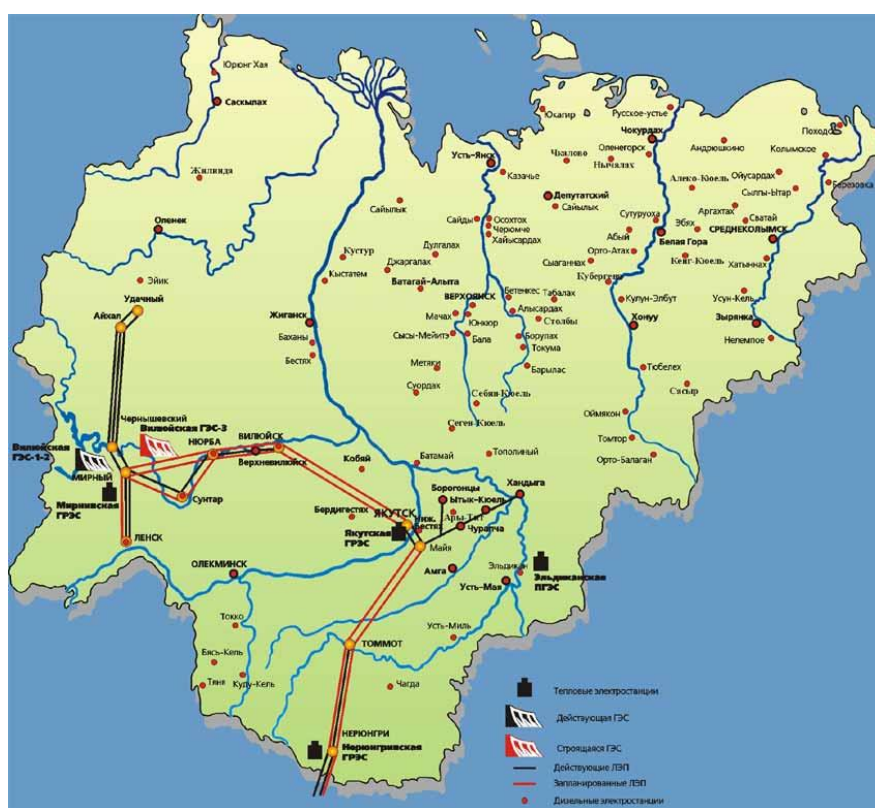 Юрюнг Хая
Саскылах
Жилинда
Оленек
Эйик
Удачный
Айхал
Юсагир
Русское-устье
Чокурдах
Походск
Усть-Янск
Чкалово
Оленегорск
Нычалах
Андрюшкино
Колымское
Казачье
Ойусардах
Алеко-Кюель
Сылгы-Ытар
Березовка
Депутатский
Сайылык
Сайылык
Сайды
Осохтох
Черюмче
Хайысардах
Сутуруоха
Эбях
Аргахтах
Сватай
Абый
Белая Гора
СРЕДНЕКОЛЫМСК
Дулгалах
Кустур
Джаргалах
Орто-Атах
Сыаганнах
Кенг-Кюель
Хатыннах
Кыстатем
Батагай-Алыта
Кубергене
ВЕРХОЯНСК
Бетенкес
Табалах
Кулун-Элбут
Усун-Кель
Мачах
Юнкюр
Алысардах
Столбы
Хонуу
Зырянка
Жиганск
Баханы
Бестях
Сысы-Мейитэ
Бала
Борулах
Токума
Нелемпое
Метяки
Барылас
Тюбелех
Суордах
Себян-Кюель
Сасыр
Сеген-Кюель
Оймякон
Томтор
Орто-Балаган
Чернышевский
Вилюйская ГЭС-3
Вилюйская
ГЭС-1-2
НЮРБА
ВИЛЮЙСК
Верхневилюйск
МИРНЫЙ
Мирнинская
ГРЭС
Сунтар
ЛЕНСК
Кобяй
Батамай
Тополиный
Хандыга
Борогонцы
Ытык-Кюель
Бердигестях
ЯКУТСК
Ниж.
Бестях
Ары-Тит
Чурапча
Якутская
ГРЭС
Майя
Эльдикан
Эльдиканская
ПГЭС
ОЛЕКМИНСК
Амга
Усть-Мая
Токко
Усть-Миль
ТОММОТ
Бясь-Кель
Куду-Кель
Тяня
Чагда
НЕРЮНГРИ
Нерюнгринская
ГРЭС
Тепловые электростанции
Действующая ГЭС
Строящаяся ГЭС
Действующие ЛЭП
Запланированные ЛЭП
Дизельные электростанции